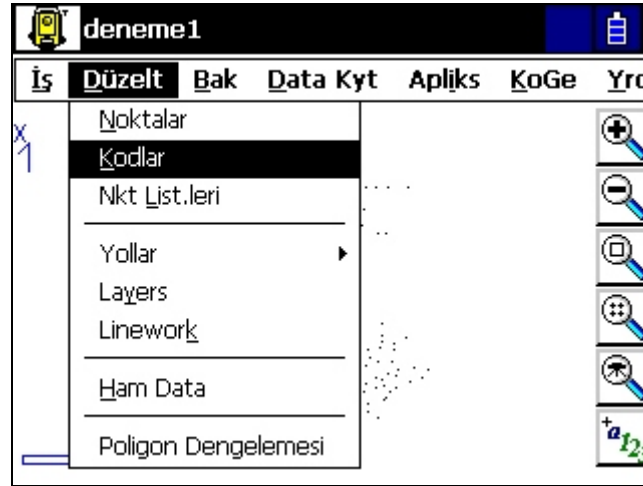 deneme1
İş Düzelt Bak Data Kyt Apliks KoGe
Noktalar
Kodlar
Nkt List.leri
Yollar
Layers
Linework
Ham Data
Poligon Dengelemesi
x